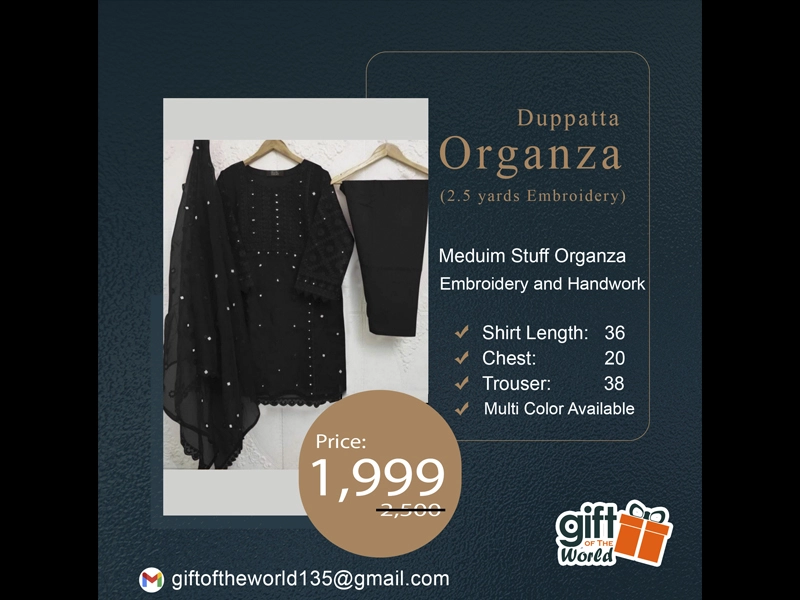 Duppatta
Organza
(2.5 yards Embroidery)
Meduim Stuff Organza
Embroidery and Handwork
Shirt Length: 36
Chest: 20
Trouser: 38
Multi Color Available
Price:
1,999
2,500
gift
OF THE
World
giftoftheworld135@gmail.com